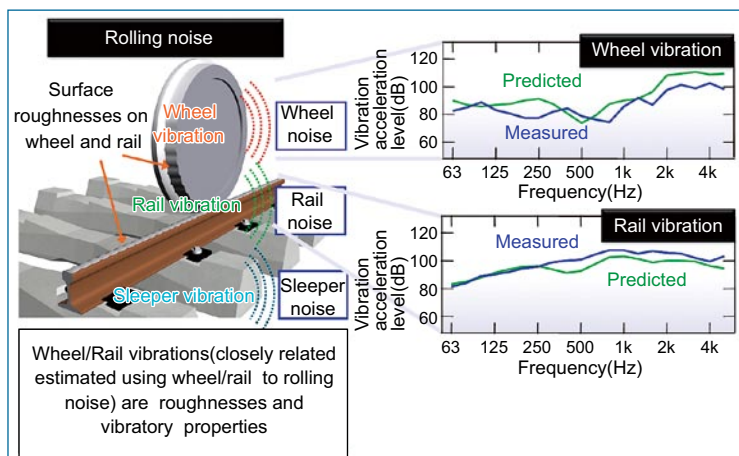 Rolling noise
Surface
roughnesses on
wheel and rail
Wheel
vibration
Wheel
noise
Rail vibration
Rail
noise
Sleeper vibration
Sleeper
noise
Wheel/Rail vibrations(closely related
estimated using wheel/rail to rolling
noise) are roughnesses and
vibratory properties
Wheel vibration
Vibration
acceleration
level(dB)
120
100
80
60
Predicted
Measured
63 125 250 500 1k 2k 4k
Frequency(Hz)
Rail vibration
Vibration
acceleration
level(dB)
120
100
80
60
Measured
Predicted
63 125 250 500 1k 2k 4k
Frequency(Hz)